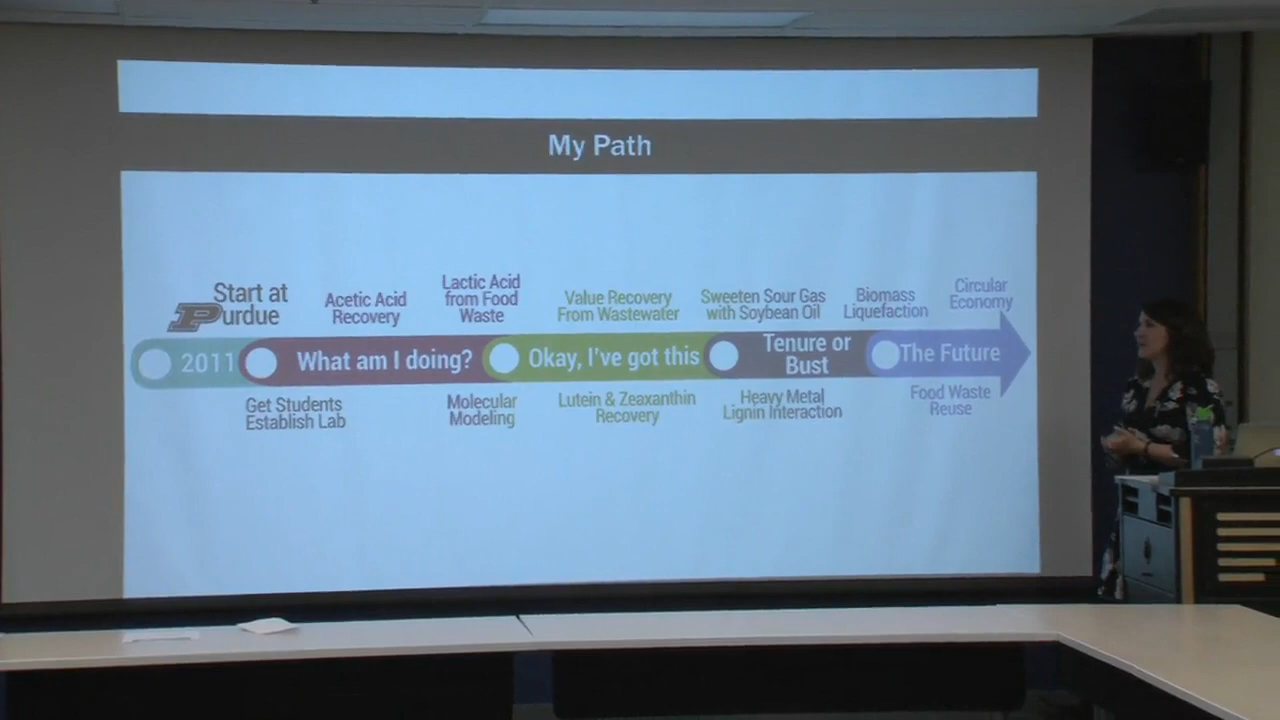 My Path
Start at
Purdue
Acetic Acid
Recovery
Lactic Acid
from Food
Waste
Value Recovery
From Wastewater
Sweeten Sour Gas
with Soybean Oil
Biomass
Liquefaction
Circular
Economy
2011
What am I doing?
Okay, I've got this
Tenure or
Bust
The Future
Get Students
Establish Lab
Molecular
Modeling
Lutein & Zeaxanthin
Recovery
Heavy Metal
Lignin Interaction
Food Waste
Reuse